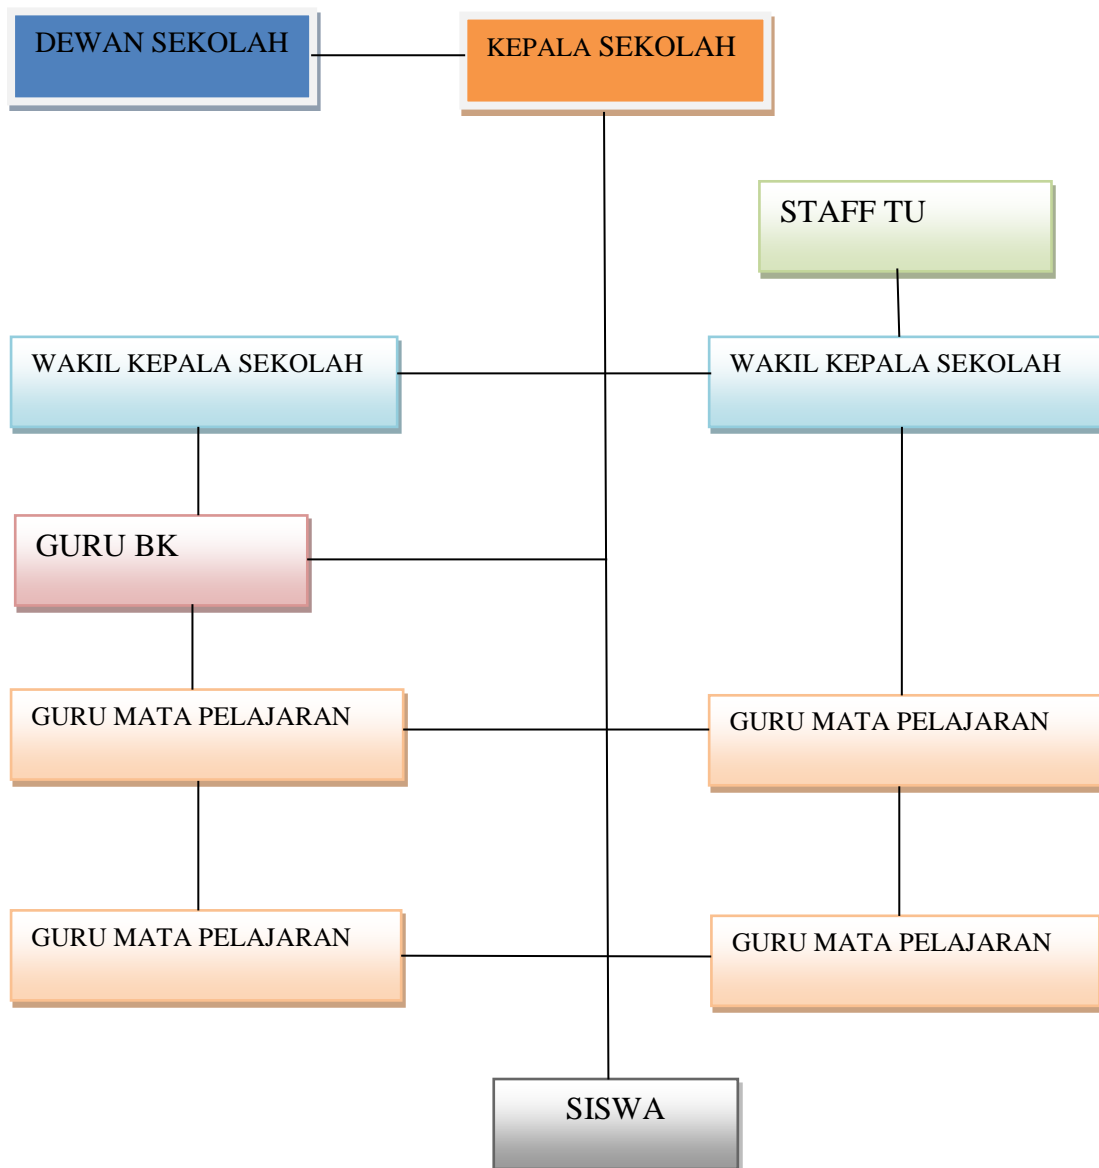 DEWAN SEKOLAH
KEPALA SEKOLAH
STAFF TU
WAKIL KEPALA SEKOLAH
WAKIL KEPALA SEKOLAH
GURU BK
GURU MATA PELAJARAN
GURU MATA PELAJARAN
GURU MATA PELAJARAN
GURU MATA PELAJARAN
SISWA